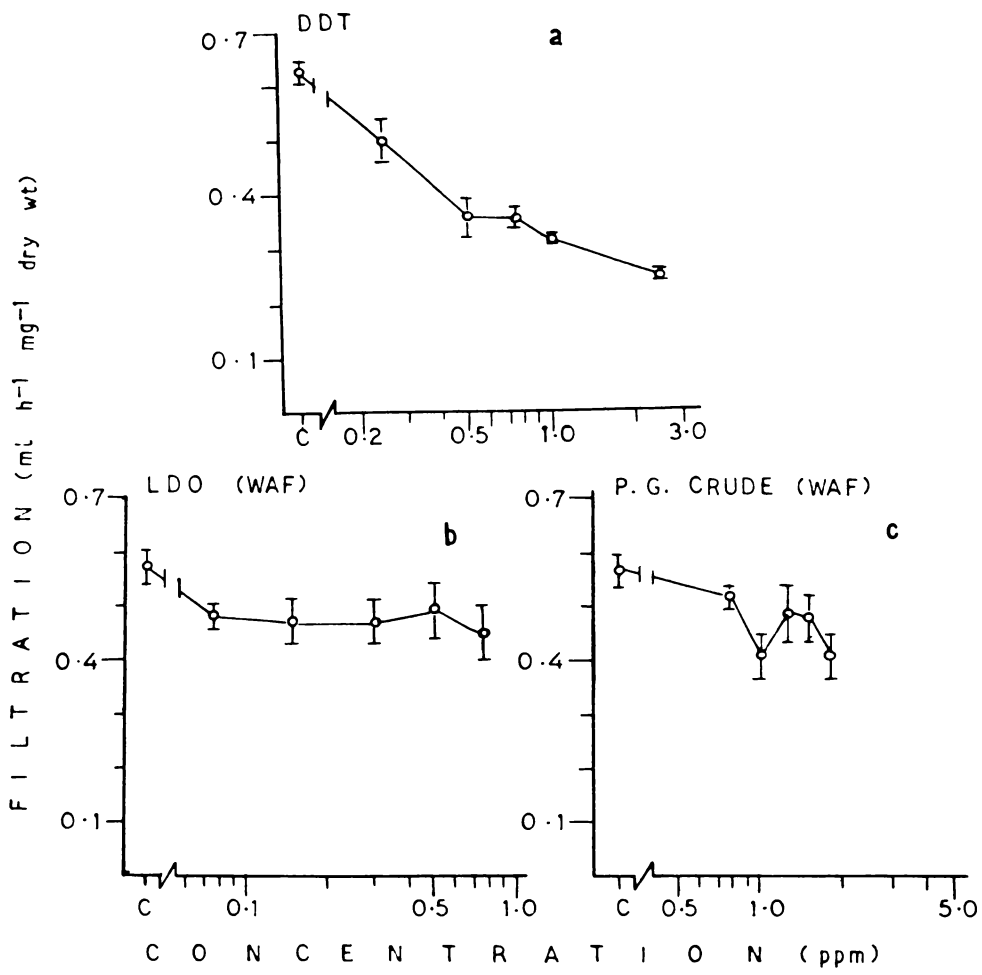 DDT
a
0.7
0.4
0.1
C 0.2 0.5 1.0 3.0
LDO (WAF)
b
0.7
0.4
0.1
C 0.1 0.5 1.0
P. G. CRUDE (WAF)
c
0.7
0.4
0.1
C 0.5 1.0 5.0
FILTRATION (ml h⁻¹ mg⁻¹ dry wt)
CONCENTRATION (ppm)